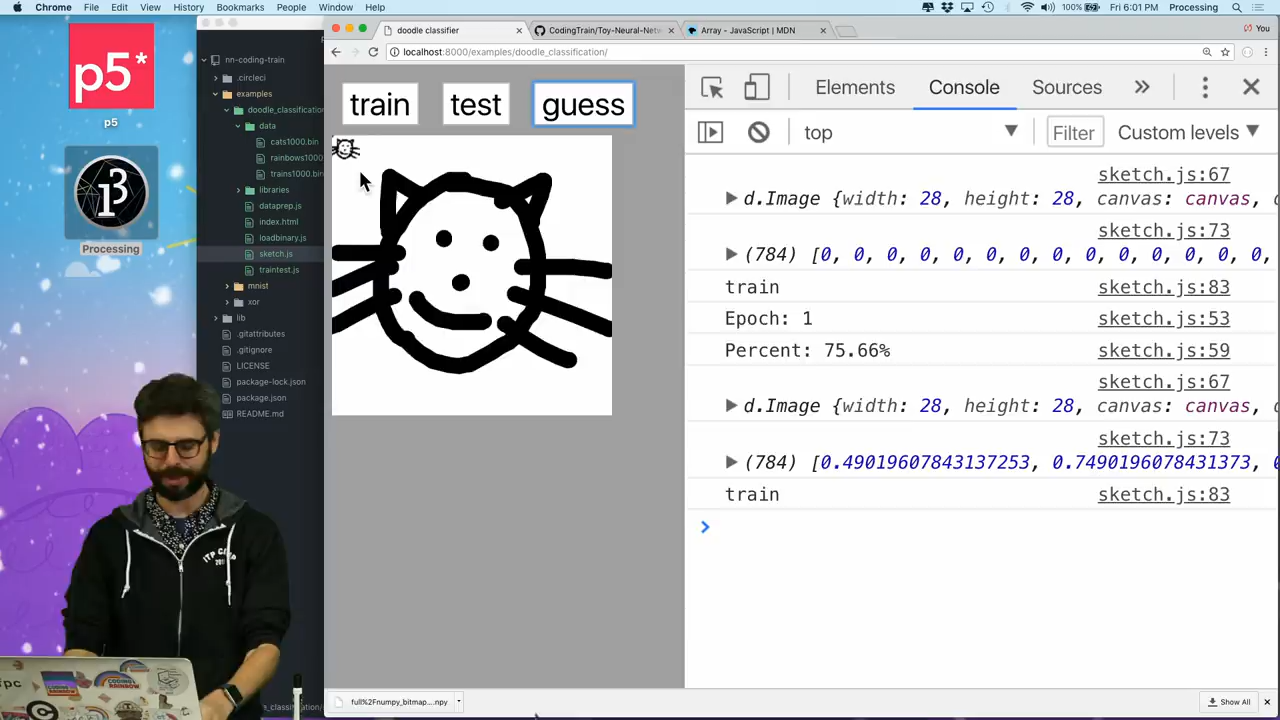 Chrome File Edit View History Bookmarks People Window Help
100% Fri 6:01 PM Processing
doodle classifier
CodingTrain/Toy-Neural-Netw
Array - JavaScript | MDN
You
localhost:8000/examples/doodle_classification/
p5*
p5
Processing
nn-coding-train
.circleci
examples
doodle_classification
data
cats1000.bin
rainbows1000
trains1000.bin
libraries
dataprep.js
index.html
loadbinary.js
sketch.js
traintest.js
mnist
xor
lib
.gitattributes
.gitignore
LICENSE
package-lock.json
package.json
README.md
train test guess
Elements Console Sources
top Filter Custom levels
sketch.js:67
d.Image {width: 28, height: 28, canvas: canvas,
sketch.js:73
(784) [0, 0, 0, 0, 0, 0, 0, 0, 0, 0, 0, 0, 0,
train sketch.js:83
Epoch: 1 sketch.js:53
Percent: 75.66% sketch.js:59
sketch.js:67
d.Image {width: 28, height: 28, canvas: canvas,
sketch.js:73
(784) [0.49019607843137253, 0.7490196078431373,
train sketch.js:83
ITP CAMP
CODING RAINBOW
full%2Fnumpy_bitmap....npy
Show All